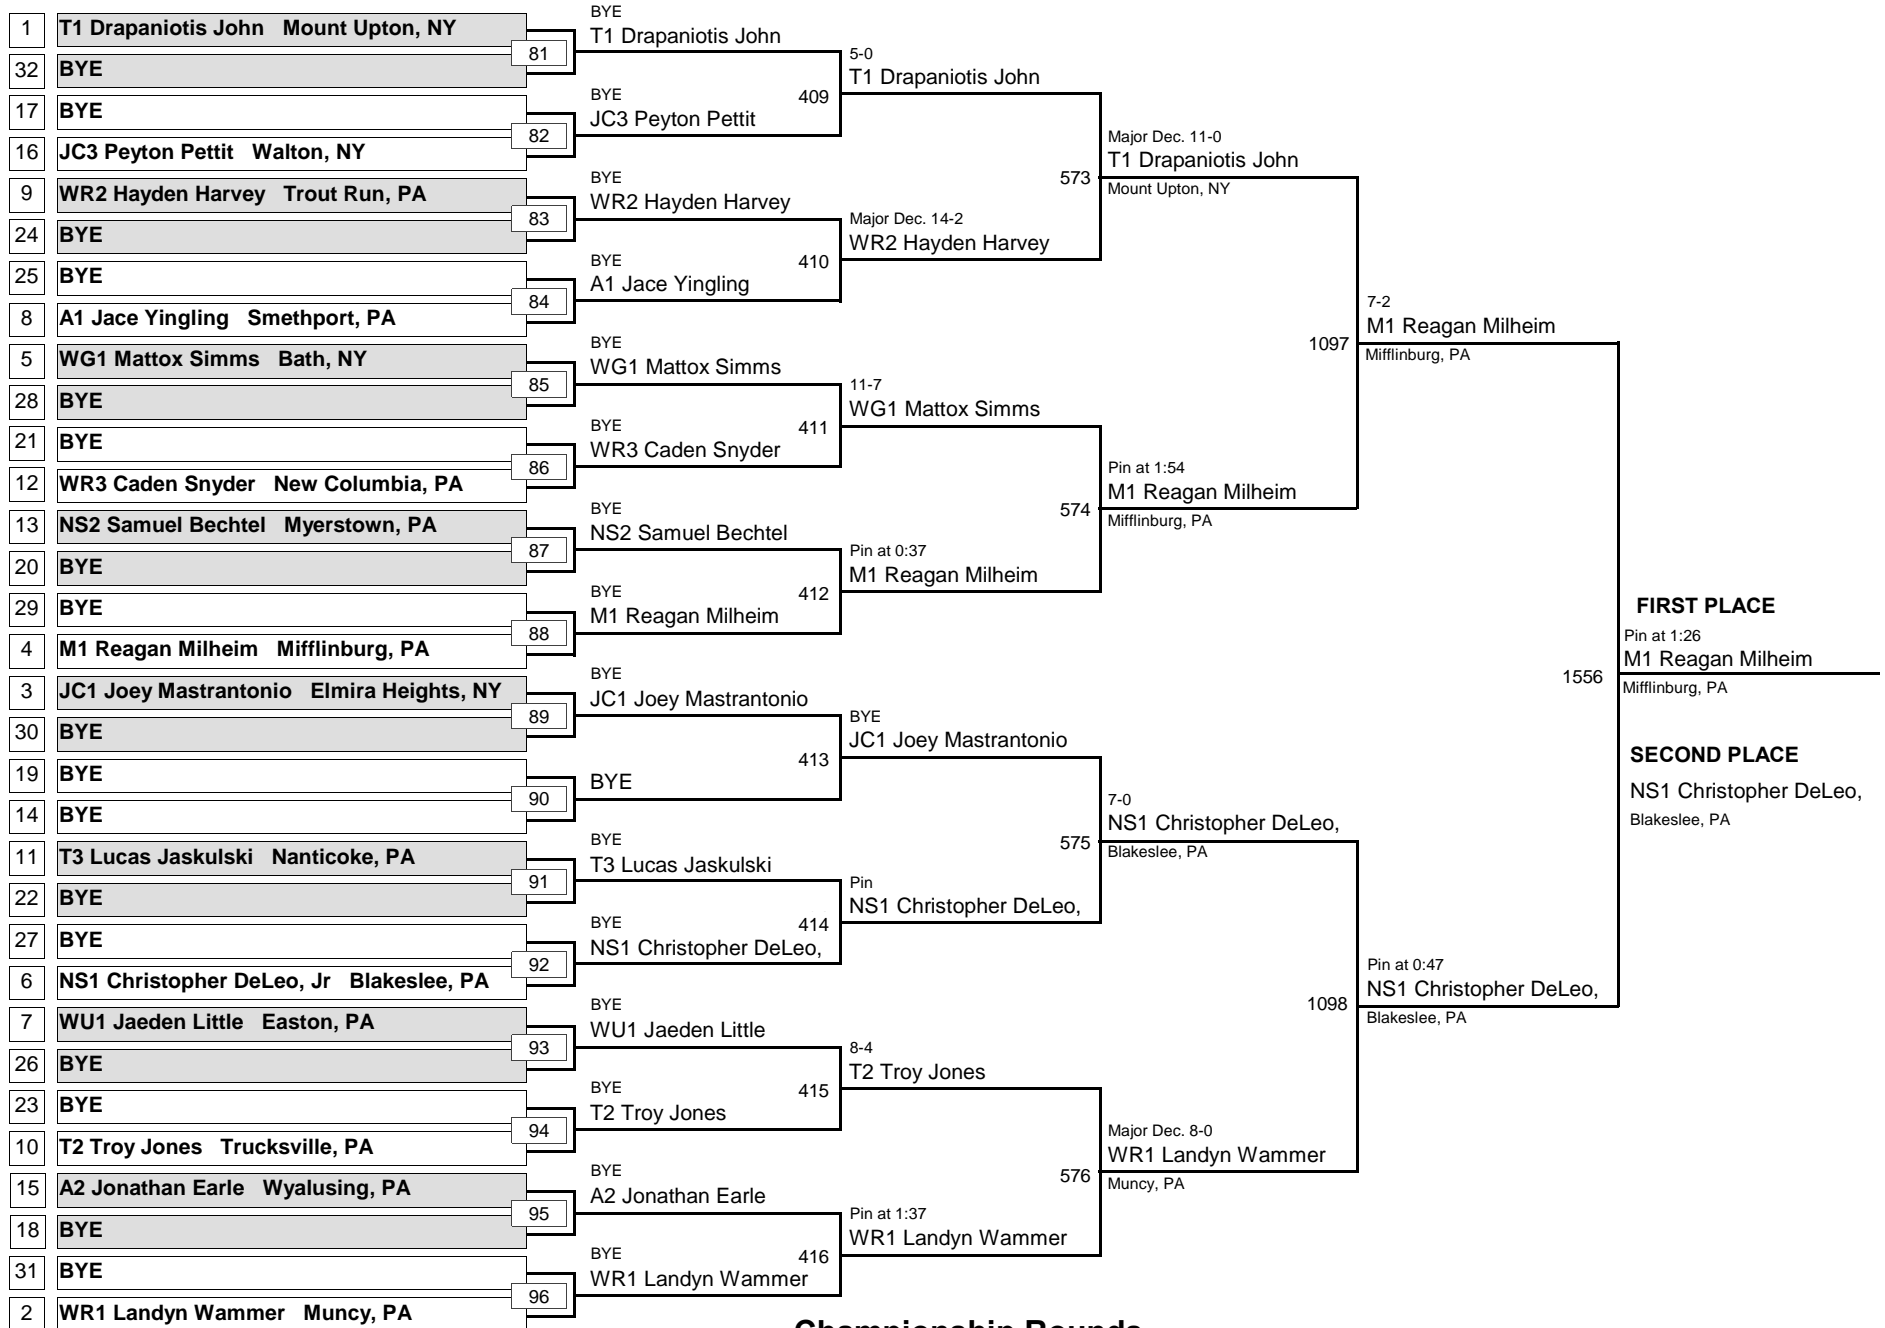 1 T1 Drapaniotis John Mount Upton, NY
32 BYE
17 BYE
16 JC3 Peyton Pettit Walton, NY
9 WR2 Hayden Harvey Trout Run, PA
24 BYE
25 BYE
8 A1 Jace Yingling Smethport, PA
5 WG1 Mattox Simms Bath, NY
28 BYE
21 BYE
12 WR3 Caden Snyder New Columbia, PA
13 NS2 Samuel Bechtel Myerstown, PA
20 BYE
29 BYE
4 M1 Reagan Milheim Mifflinburg, PA
3 JC1 Joey Mastrantonio Elmira Heights, NY
30 BYE
19 BYE
14 BYE
11 T3 Lucas Jaskulski Nanticoke, PA
22 BYE
27 BYE
6 NS1 Christopher DeLeo, Jr Blakeslee, PA
7 WU1 Jaeden Little Easton, PA
26 BYE
23 BYE
10 T2 Troy Jones Trucksville, PA
15 A2 Jonathan Earle Wyalusing, PA
18 BYE
31 BYE
2 WR1 Landyn Wammer Muncy, PA
81
82
83
84
85
86
87
88
89
90
91
92
93
94
95
96
BYE
T1 Drapaniotis John
BYE
JC3 Peyton Pettit
BYE
WR2 Hayden Harvey
BYE
A1 Jace Yingling
BYE
WG1 Mattox Simms
BYE
WR3 Caden Snyder
BYE
NS2 Samuel Bechtel
BYE
M1 Reagan Milheim
BYE
JC1 Joey Mastrantonio
BYE
BYE
T3 Lucas Jaskulski
BYE
NS1 Christopher DeLeo,
BYE
WU1 Jaeden Little
BYE
T2 Troy Jones
BYE
A2 Jonathan Earle
BYE
WR1 Landyn Wammer
409
410
411
412
413
414
415
416
5-0
T1 Drapaniotis John
Major Dec. 14-2
WR2 Hayden Harvey
11-7
WG1 Mattox Simms
Pin at 0:37
M1 Reagan Milheim
BYE
JC1 Joey Mastrantonio
Pin
NS1 Christopher DeLeo,
8-4
T2 Troy Jones
Pin at 1:37
WR1 Landyn Wammer
573
574
575
576
Major Dec. 11-0
T1 Drapaniotis John
Mount Upton, NY
Pin at 1:54
M1 Reagan Milheim
Mifflinburg, PA
7-0
NS1 Christopher DeLeo,
Blakeslee, PA
Major Dec. 8-0
WR1 Landyn Wammer
Muncy, PA
1097
1098
7-2
M1 Reagan Milheim
Mifflinburg, PA
Pin at 0:47
NS1 Christopher DeLeo,
Blakeslee, PA
1556
FIRST PLACE
Pin at 1:26
M1 Reagan Milheim
Mifflinburg, PA
SECOND PLACE
NS1 Christopher DeLeo,
Blakeslee, PA
Championship Rounds